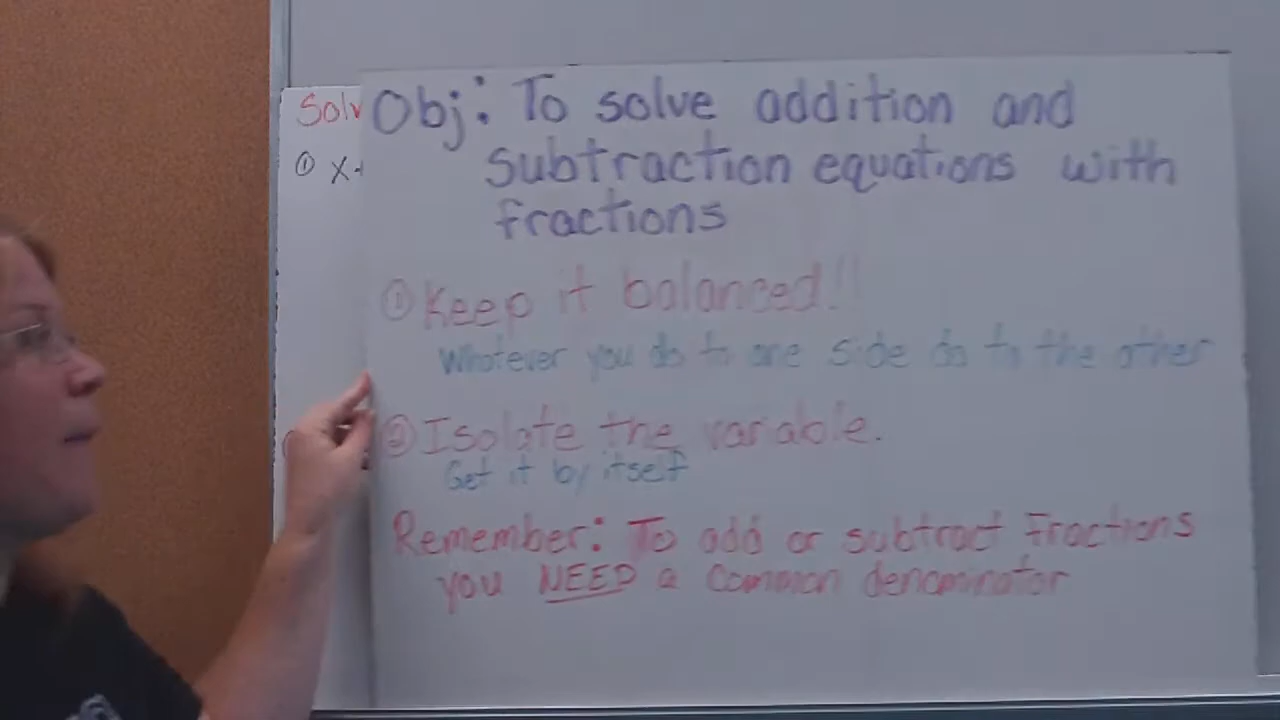 Solv
① x+
Obj: To solve addition and
subtraction equations with
fractions
① Keep it balanced!!
Whatever you do to one side do to the other
② Isolate the variable.
Get it by itself
Remember: To add or subtract Fractions
you NEED a common denominator